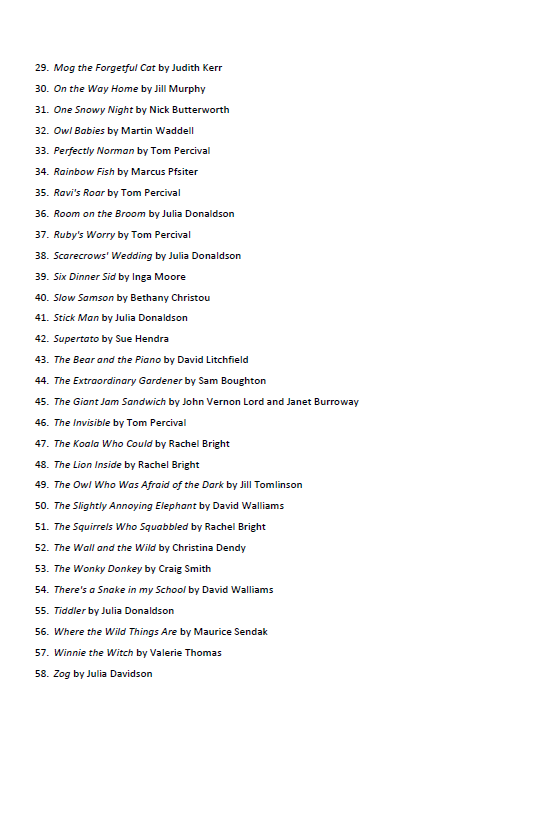 29. Mog the Forgetful Cat by Judith Kerr
30. On the Way Home by Jill Murphy
31. One Snowy Night by Nick Butterworth
32. Owl Babies by Martin Waddell
33. Perfectly Norman by Tom Percival
34. Rainbow Fish by Marcus Pfsiter
35. Ravi's Roar by Tom Percival
36. Room on the Broom by Julia Donaldson
37. Ruby's Worry by Tom Percival
38. Scarecrows' Wedding by Julia Donaldson
39. Six Dinner Sid by Inga Moore
40. Slow Samson by Bethany Christou
41. Stick Man by Julia Donaldson
42. Supertato by Sue Hendra
43. The Bear and the Piano by David Litchfield
44. The Extraordinary Gardener by Sam Boughton
45. The Giant Jam Sandwich by John Vernon Lord and Janet Burroway
46. The Invisible by Tom Percival
47. The Koala Who Could by Rachel Bright
48. The Lion Inside by Rachel Bright
49. The Owl Who Was Afraid of the Dark by Jill Tomlinson
50. The Slightly Annoying Elephant by David Walliams
51. The Squirrels Who Squabbled by Rachel Bright
52. The Wall and the Wild by Christina Dendy
53. The Wonky Donkey by Craig Smith
54. There's a Snake in my School by David Walliams
55. Tiddler by Julia Donaldson
56. Where the Wild Things Are by Maurice Sendak
57. Winnie the Witch by Valerie Thomas
58. Zog by Julia Davidson